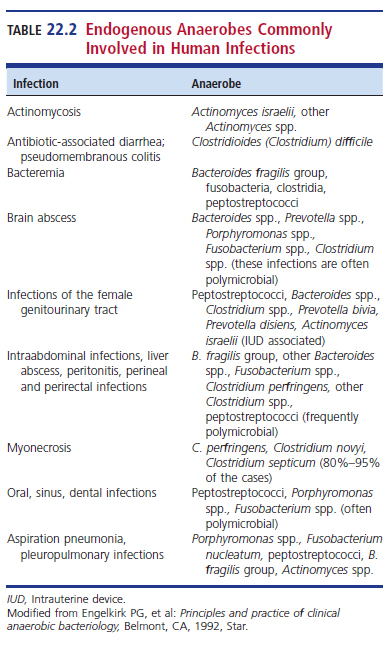 TABLE 22.2 Endogenous Anaerobes Commonly
Involved in Human Infections
Infection Anaerobe
Actinomycosis Actinomyces israelii, other
Actinomyces spp.
Antibiotic-associated diarrhea; Clostridioides (Clostridium) difficile
pseudomembranous colitis
Bacteremia Bacteroides fragilis group,
fusobacteria, clostridia,
peptostreptococci
Brain abscess Bacteroides spp., Prevotella spp.,
Porphyromonas spp.,
Fusobacterium spp., Clostridium
spp. (these infections are often
polymicrobial)
Infections of the female Peptostreptococci, Bacteroides spp.,
genitourinary tract Clostridium spp., Prevotella bivia,
Prevotella disiens, Actinomyces
israelii (IUD associated)
Intraabdominal infections, liver B. fragilis group, other Bacteroides
abscess, peritonitis, perineal spp., Fusobacterium spp.,
and perirectal infections Clostridium perfringens, other
Clostridium spp.,
peptostreptococci (frequently
polymicrobial)
Myonecrosis C. perfringens, Clostridium novyi,
Clostridium septicum (80%–95%
of the cases)
Oral, sinus, dental infections Peptostreptococci, Porphyromonas
spp., Fusobacterium spp. (often
polymicrobial)
Aspiration pneumonia, Porphyromonas spp., Fusobacterium
pleuropulmonary infections nucleatum, peptostreptococci, B.
fragilis group, Actinomyces spp.
IUD, Intrauterine device.
Modified from Engelkirk PG, et al: Principles and practice of clinical
anaerobic bacteriology, Belmont, CA, 1992, Star.